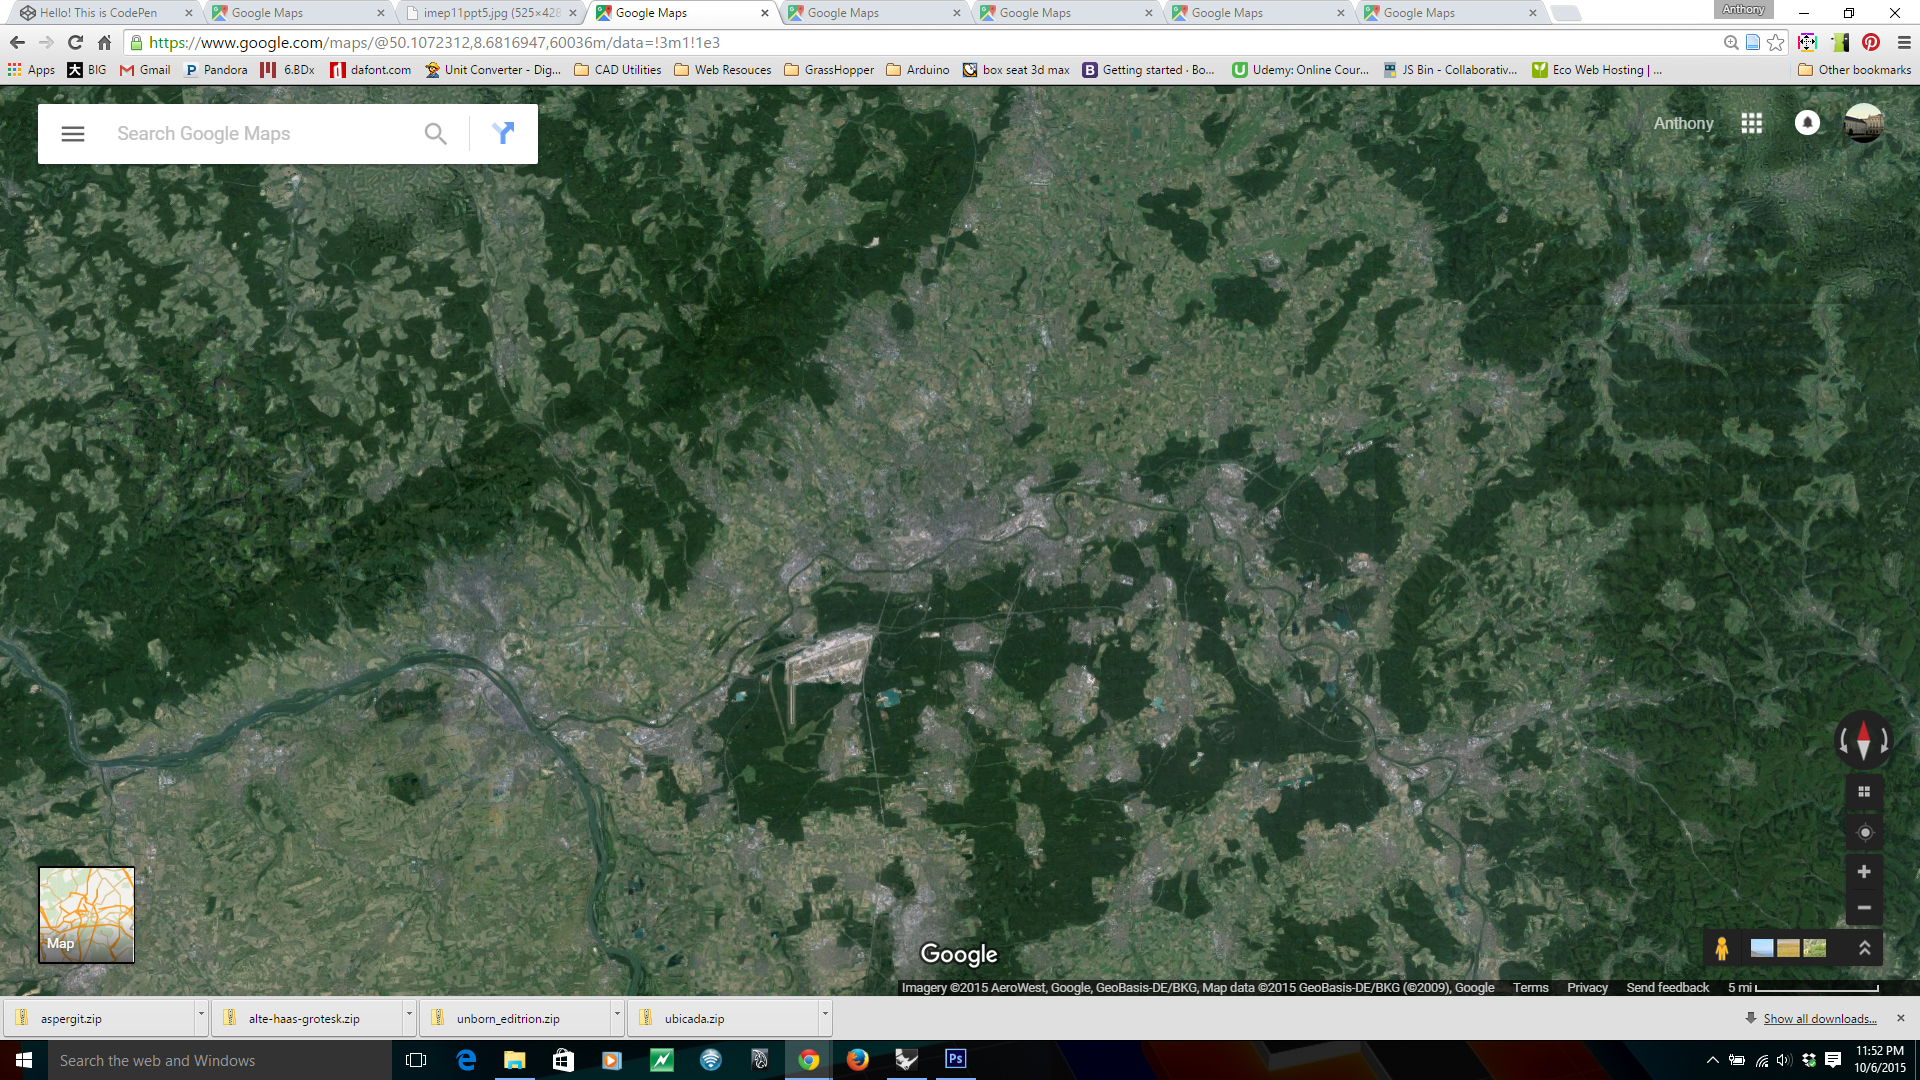 Hello! This is CodePen
Google Maps
imep11ppt5.jpg (525×428
Google Maps
Google Maps
Google Maps
Google Maps
Google Maps
Anthony
https://www.google.com/maps/@50.1072312,8.6816947,60036m/data=!3m1!1e3
Apps
BIG
Gmail
Pandora
6.BDx
dafont.com
Unit Converter - Dig...
CAD Utilities
Web Resouces
GrassHopper
Arduino
box seat 3d max
Getting started · Bo...
Udemy: Online Cour...
JS Bin - Collaborativ...
Eco Web Hosting | ...
Other bookmarks
Search Google Maps
Anthony
Map
Google
Imagery ©2015 AeroWest, Google, GeoBasis-DE/BKG, Map data ©2015 GeoBasis-DE/BKG (©2009), Google
Terms
Privacy
Send feedback
5 mi
aspergit.zip
alte-haas-grotesk.zip
unborn_editrion.zip
ubicada.zip
Show all downloads...
Search the web and Windows
Ps
11:52 PM
10/6/2015